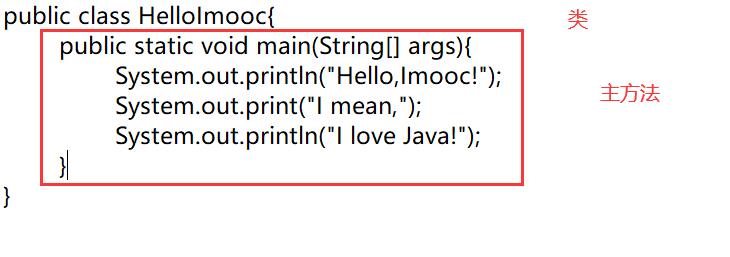 public class HelloImooc{
类
public static void main(String[] args){
System.out.println("Hello,Imooc!");
主方法
System.out.print("I mean,");
System.out.println("I love Java!");
}
}